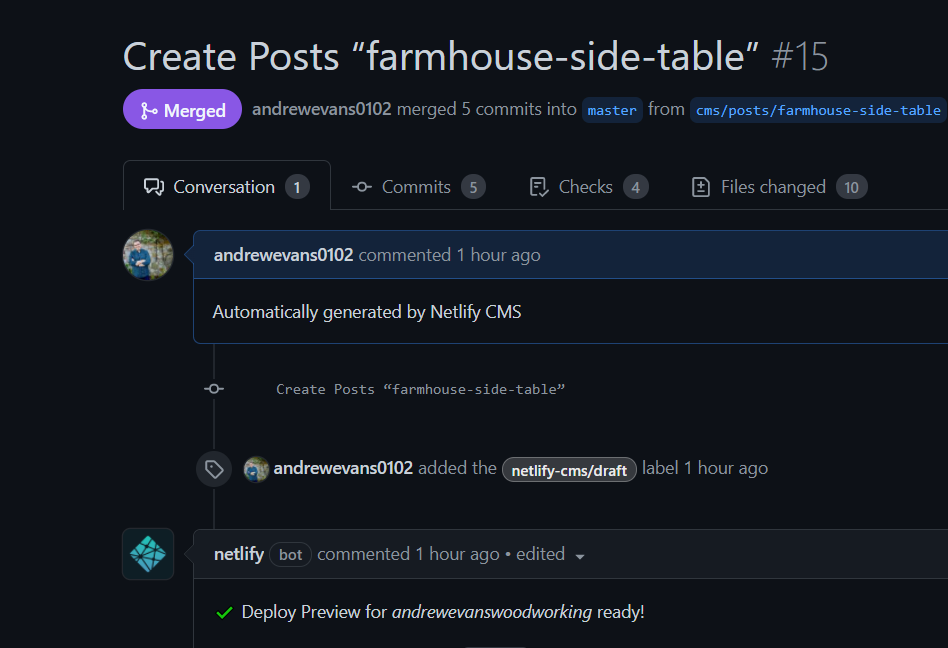 Create Posts “farmhouse-side-table” #15
Merged andrewevans0102 merged 5 commits into master from cms/posts/farmhouse-side-table
Conversation 1 Commits 5 Checks 4 Files changed 10
andrewevans0102 commented 1 hour ago
Automatically generated by Netlify CMS
Create Posts “farmhouse-side-table”
andrewevans0102 added the netlify-cms/draft label 1 hour ago
netlify bot commented 1 hour ago • edited
Deploy Preview for andrewevanswoodworking ready!